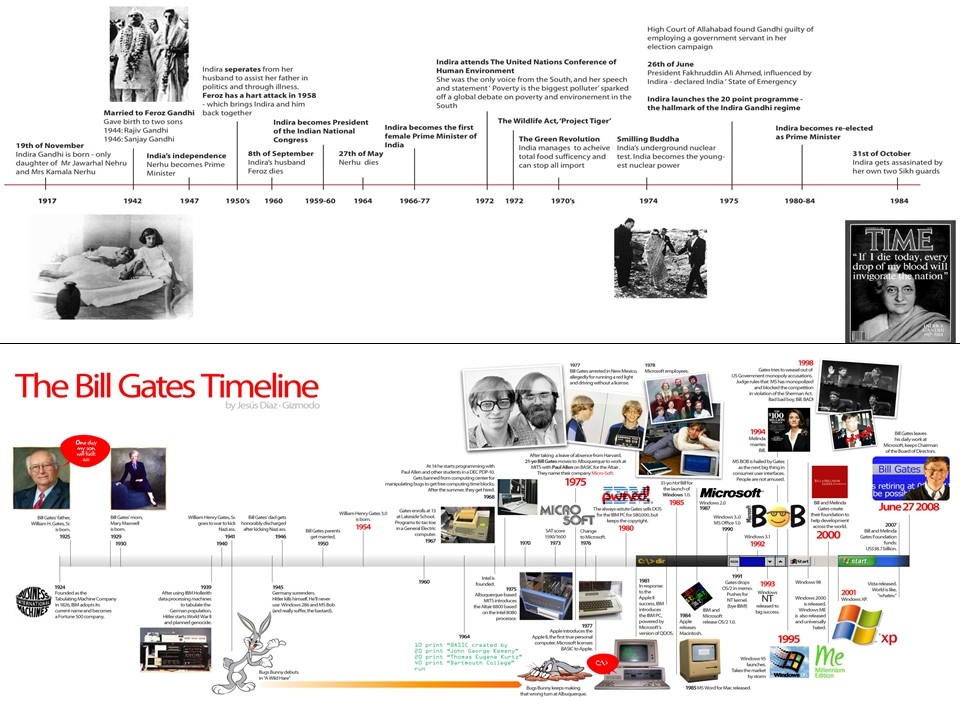 High Court of Allahabad found Gandhi guilty of
employing a government servant in her
election campaign
26th of June
President Fakhruddin Ali Ahmed, influenced by
Indira - declared India ' State of Emergency
Indira launches the 20 point programme -
the hallmark of the Indira Gandhi regime
Indira attends The United Nations Conference of
Human Environment
She was the only voice from the South, and her speech
and statement ' Poverty is the biggest polluter' sparked
off a global debate on poverty and environement in the
South
Indira seperates from her
husband to assist her father in
politics and through illness.
Feroz has a hart attack in 1958
- which brings Indira and him
back together
Married to Feroz Gandhi
Gave birth to two sons
1944: Rajiv Gandhi
1946: Sanjay Gandhi
Indira becomes President
of the Indian National
Congress
Indira becomes the first
female Prime Minister of
India
The Wildlife Act, 'Project Tiger'
The Green Revolution
India manages to acheive
total food sufficency and
can stop all import
Smilling Buddha
India's underground nuclear
test. India becomes the young-
est nuclear power
Indira becomes re-elected
as Prime Minister
19th of November
Indira Gandhi is born - only
daughter of Mr Jawarhal Nehru
and Mrs Kamala Nerhu
India's independence
Nerhu becomes Prime
Minister
8th of September
Indira's husband
Feroz dies
27th of May
Nerhu dies
31st of October
Indira gets assasinated by
her own two Sikh guards
1917 1942 1947 1950's 1960 1959-60 1964 1966-77 1972 1972 1970's 1974 1975 1980-84 1984
TIME
"If I die today, every
drop of my blood will
invigorate the nation"
INDIRA
GANDHI
The Bill Gates Timeline
by Jesús Díaz - Gizmodo
One day
my son
will rule
1977
Bill Gates arrested in New Mexico,
allegedly for running a red light
and driving without a license.
1978
Microsoft employees.
1998
Gates tries to weasel out of
US Government monopoly accusations.
Judge rules that MS has monopolized
and blocked the competition
in violation of the Sherman Act.
Bad bad boy, Bill. BAD!
1994
Melinda
marries
Bill.
$100
MILLION
WOMAN
Bill Gates leaves
his daily work at
Microsoft, keeps Chairman
of the Board of Directors.
Bill Gates
is retiring at
be possi
June 27 2008
After taking a leave of absence from Harvard,
21-yo Bill Gates moves to Albuquerque to work at
MITS with Paul Allen on BASIC for the Altair.
They name their company Micro-Soft.
1975
At 14 he starts programming with
Paul Allen and other students in a DEC PDP-10.
Gets banned from computing center for
manipulating bugs to get free computing time blocks.
After the summer, they get hired.
1968
Gates enrolls at 13
at Lakeside School.
Programs tic tac toe
in a General Electric
Computer.
1967
William Henry Gates 3.0
is born.
1955
Bill Gates parents
get married.
1950
Bill Gates' dad gets
honorably discharged
after kicking Nazi ass.
1946
William Henry Gates, Sr.
goes to war to kick
Nazi ass.
1941
1940
Bill Gates' mom,
Mary Maxwell
is born.
1929
1930
Bill Gates' father,
William H. Gates, Sr.
is born.
1925
MICRO
SOFT
IBM
pwned.
The always astute Gates sells DOS
for the IBM PC for $80,000, but
keeps the copyright.
1980
31-yo Hot Bill for
the launch of
Windows 1.0.
1985
Microsoft
Windows 2.0
1987
Windows 3.0
MS Office 1.0
1990
MS BOB is hailed by Gates
as the next big thing in
consumer user interfaces.
People are not amused.
Microsoft
BOB
Windows 3.1
1992
Bill and Melinda
Gates create
their foundation to
help development
across the world.
2000
2007
Bill and Melinda
Gates Foundation
funds:
US$38.7 billion.
1970
SAT score
1590/1600
1973
Change
to Microsoft.
1976
C:\>dir
Start
start
1924
Founded as the
Tabulating Machine Company
in 1826, IBM adopts its
current name and becomes
a Fortune 500 company.
INTERNATIONAL
BUSINESS
MACHINES
1939
After using IBM Hollerith
data processing machines
to tabulate the
German population,
Hitler starts World War II
and planned genocide.
1945
Germany surrenders.
Hitler kills himself. He'll never
use Windows 286 and MS Bob
(and really suffer, the bastard).
Bugs Bunny debuts
in "A Wild Hare"
1960
1964
10 print "BASIC created by
20 print "John George Kemeny"
30 print "Thomas Eugene Kurtz"
40 print "Dartmouth College"
run
Intel is
founded.
1975
Albuquerque-based
MITS introduces
the Altair 8800 based
on the Intel 8080
processor.
1977
Apple introduces the
Apple II, the first true personal
computer. Microsoft licenses
BASIC to Apple.
Bugs Bunny keeps making
that wrong turn at Albuquerque.
C:\
1981
In response
to the Apple II
success, IBM
introduces
the IBM PC,
powered by
Microsoft's
version of QDOS.
1984
Apple releases
Macintosh.
IBM and
Microsoft
release OS/2 1.0.
1985 MS Word for Mac released.
1991
Gates drops
OS/2 in memo.
Pushes for
NT kernel.
(bye IBM!)
1993
Windows
NT
released to
big success.
Windows 98
Windows 2000
is released.
Windows ME
is also released
and universally
hated.
1995
Windows 95
launches.
Takes the market
by storm
Me
Millennium
Edition
2001
Windows XP.
Vista released.
World is like,
"whatev."
xp